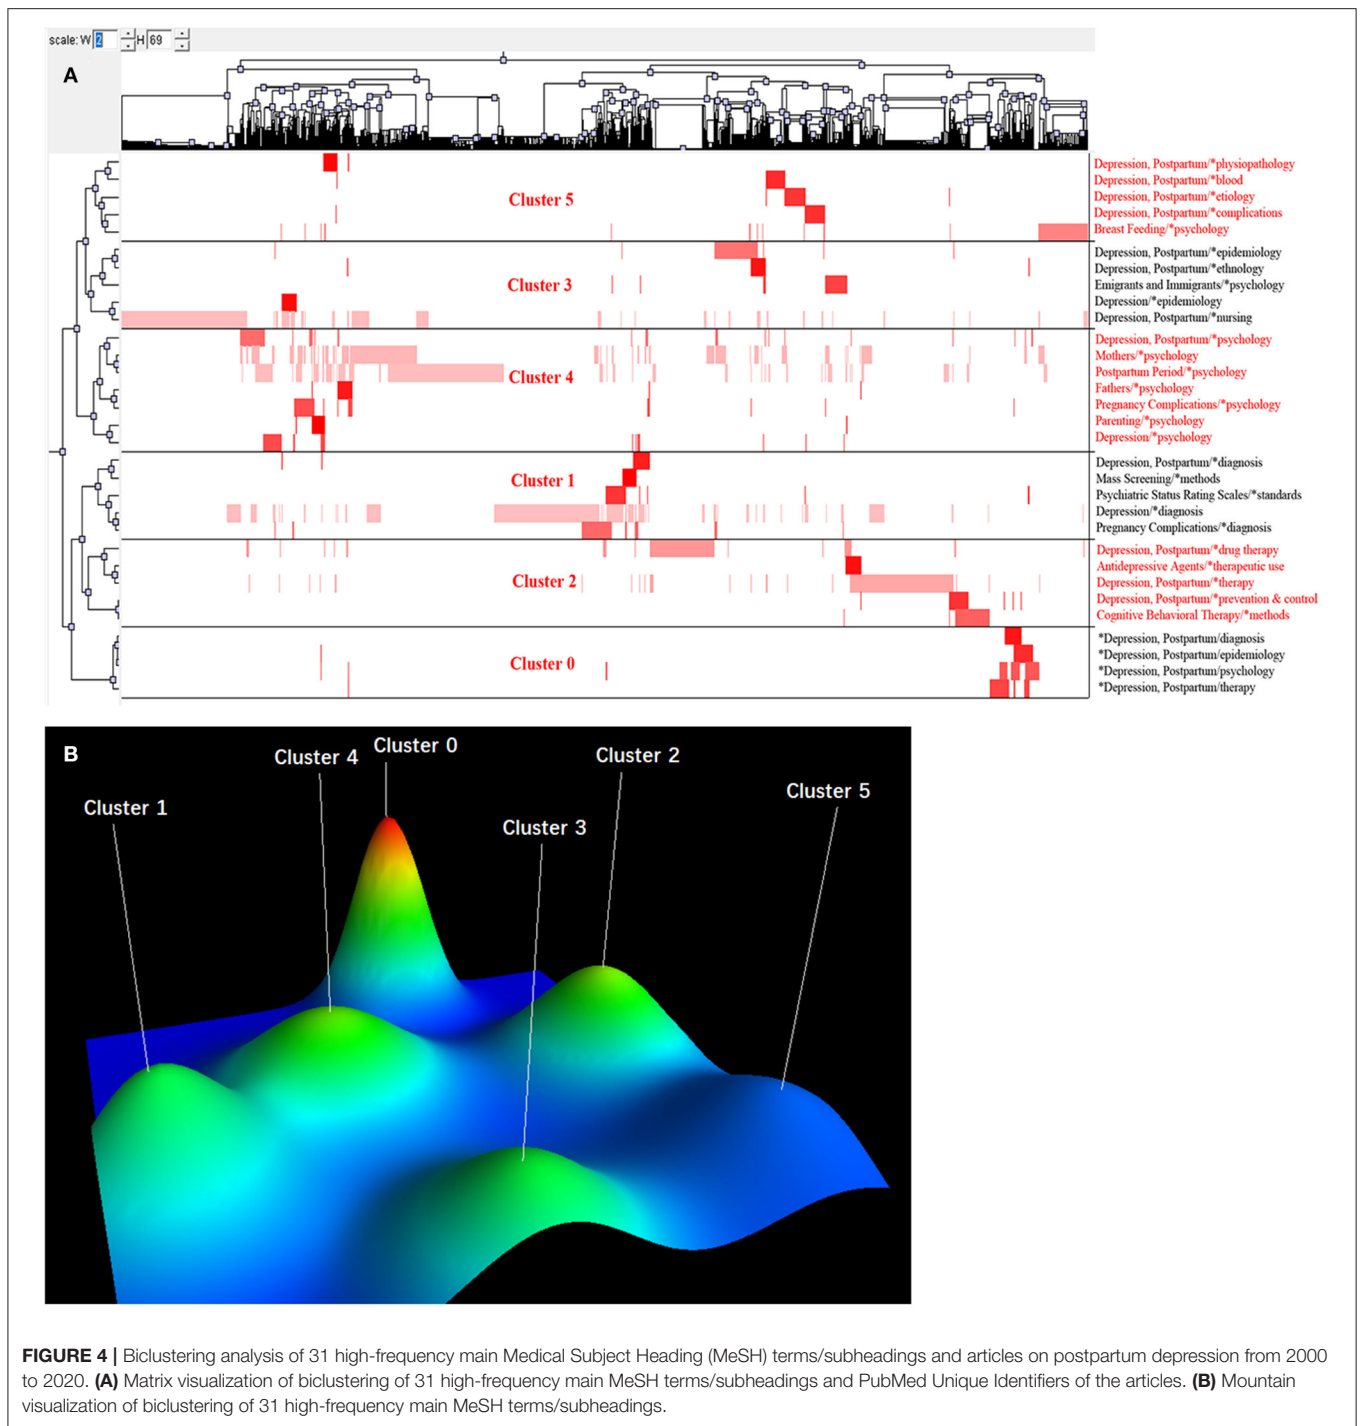 scale: W 2 H 69
A
Cluster 5
Depression, Postpartum/*physiopathology
Depression, Postpartum/*blood
Depression, Postpartum/*etiology
Depression, Postpartum/*complications
Breast Feeding/*psychology
Cluster 3
Depression, Postpartum/*epidemiology
Depression, Postpartum/*ethnology
Emigrants and Immigrants/*psychology
Depression/*epidemiology
Depression, Postpartum/*nursing
Cluster 4
Depression, Postpartum/*psychology
Mothers/*psychology
Postpartum Period/*psychology
Fathers/*psychology
Pregnancy Complications/*psychology
Parenting/*psychology
Depression/*psychology
Cluster 1
Depression, Postpartum/*diagnosis
Mass Screening/*methods
Psychiatric Status Rating Scales/*standards
Depression/*diagnosis
Pregnancy Complications/*diagnosis
Cluster 2
Depression, Postpartum/*drug therapy
Antidepressive Agents/*therapeutic use
Depression, Postpartum/*therapy
Depression, Postpartum/*prevention & control
Cognitive Behavioral Therapy/*methods
Cluster 0
*Depression, Postpartum/diagnosis
*Depression, Postpartum/epidemiology
*Depression, Postpartum/psychology
*Depression, Postpartum/therapy
B
Cluster 0
Cluster 4
Cluster 2
Cluster 5
Cluster 1
Cluster 3
FIGURE 4 | Biclustering analysis of 31 high-frequency main Medical Subject Heading (MeSH) terms/subheadings and articles on postpartum depression from 2000
to 2020. (A) Matrix visualization of biclustering of 31 high-frequency main MeSH terms/subheadings and PubMed Unique Identifiers of the articles. (B) Mountain
visualization of biclustering of 31 high-frequency main MeSH terms/subheadings.